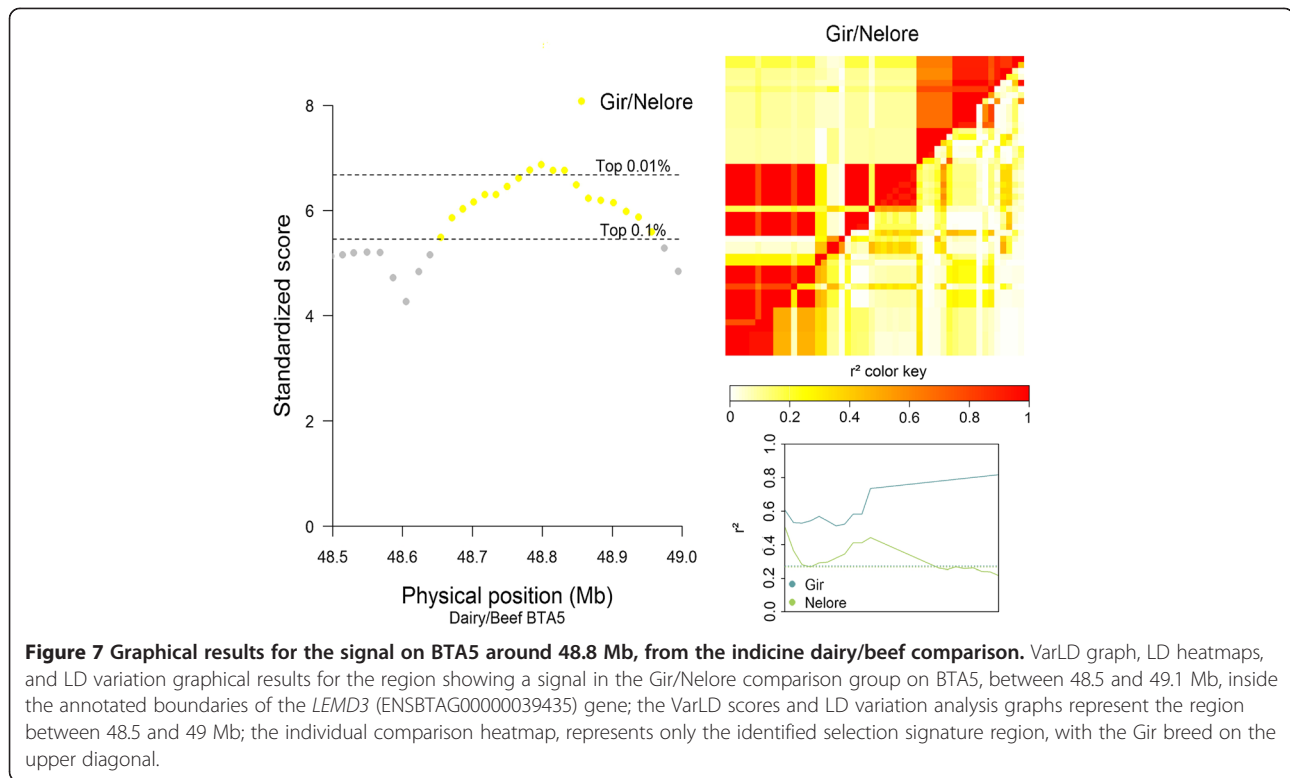 Gir/Nelore
8
6
4
2
0
Top 0.01%
Top 0.1%
Standardized score
48.5 48.6 48.7 48.8 48.9 49.0
Physical position (Mb)
Dairy/Beef BTA5
Gir/Nelore
r² color key
0 0.2 0.4 0.6 0.8 1
1.0
0.8
0.6
0.4
0.2
0.0
r²
Gir
Nelore
Figure 7 Graphical results for the signal on BTA5 around 48.8 Mb, from the indicine dairy/beef comparison. VarLD graph, LD heatmaps,
and LD variation graphical results for the region showing a signal in the Gir/Nelore comparison group on BTA5, between 48.5 and 49.1 Mb, inside
the annotated boundaries of the LEMD3 (ENSBTAG00000039435) gene; the VarLD scores and LD variation analysis graphs represent the region
between 48.5 and 49 Mb; the individual comparison heatmap, represents only the identified selection signature region, with the Gir breed on the
upper diagonal.